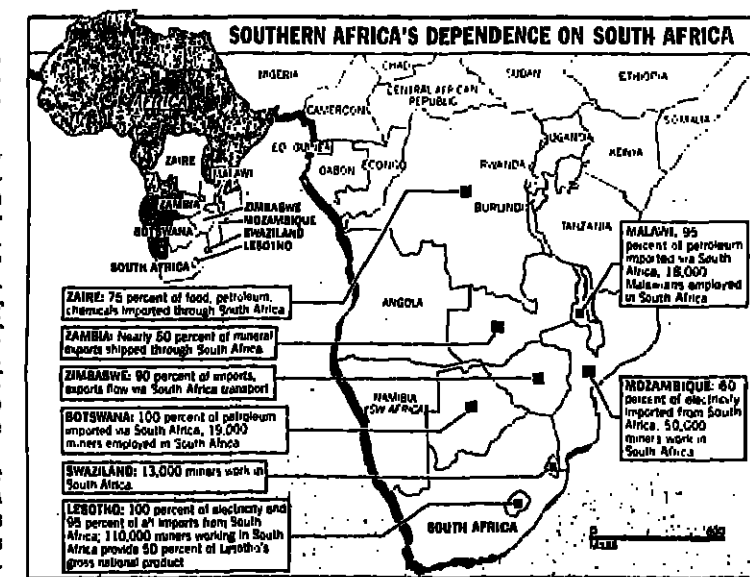 SOUTHERN AFRICA'S DEPENDENCE ON SOUTH AFRICA
AFRICA
ZAIRE
MALAWI
ZAMBIA
ZIMBABWE
MOZAMBIQUE
BOTSWANA
SWAZILAND
LESOTHO
SOUTH AFRICA
NIGERIA
CHAD
SUDAN
ETHIOPIA
CENTRAL AFRICAN
REPUBLIC
CAMEROON
SOMALIA
EQ. GUINEA
UGANDA
KENYA
GABON
CONGO
RWANDA
BURUNDI
TANZANIA
ANGOLA
NAMIBIA
SW AFRICA
SOUTH AFRICA
MALAWI, 95
percent of petroleum
imported via South
Africa, 18,000
Malawians employed
in South Africa
ZAIRE: 75 percent of food, petroleum,
chemicals imported through South Africa
ZAMBIA: Nearly 50 percent of mineral
exports shipped through South Africa
ZIMBABWE: 90 percent of imports,
exports flow via South Africa transport
BOTSWANA: 100 percent of petroleum
imported via South Africa, 19,000
miners employed in South Africa
MOZAMBIQUE: 60
percent of electricity
imported from South
Africa. 50,000
miners work in
South Africa
SWAZILAND: 13,000 miners work in
South Africa
LESOTHO: 100 percent of electricity and
95 percent of all imports from South
Africa; 110,000 miners working in South
Africa provide 50 percent of Lesotho's
gross national product
0 600